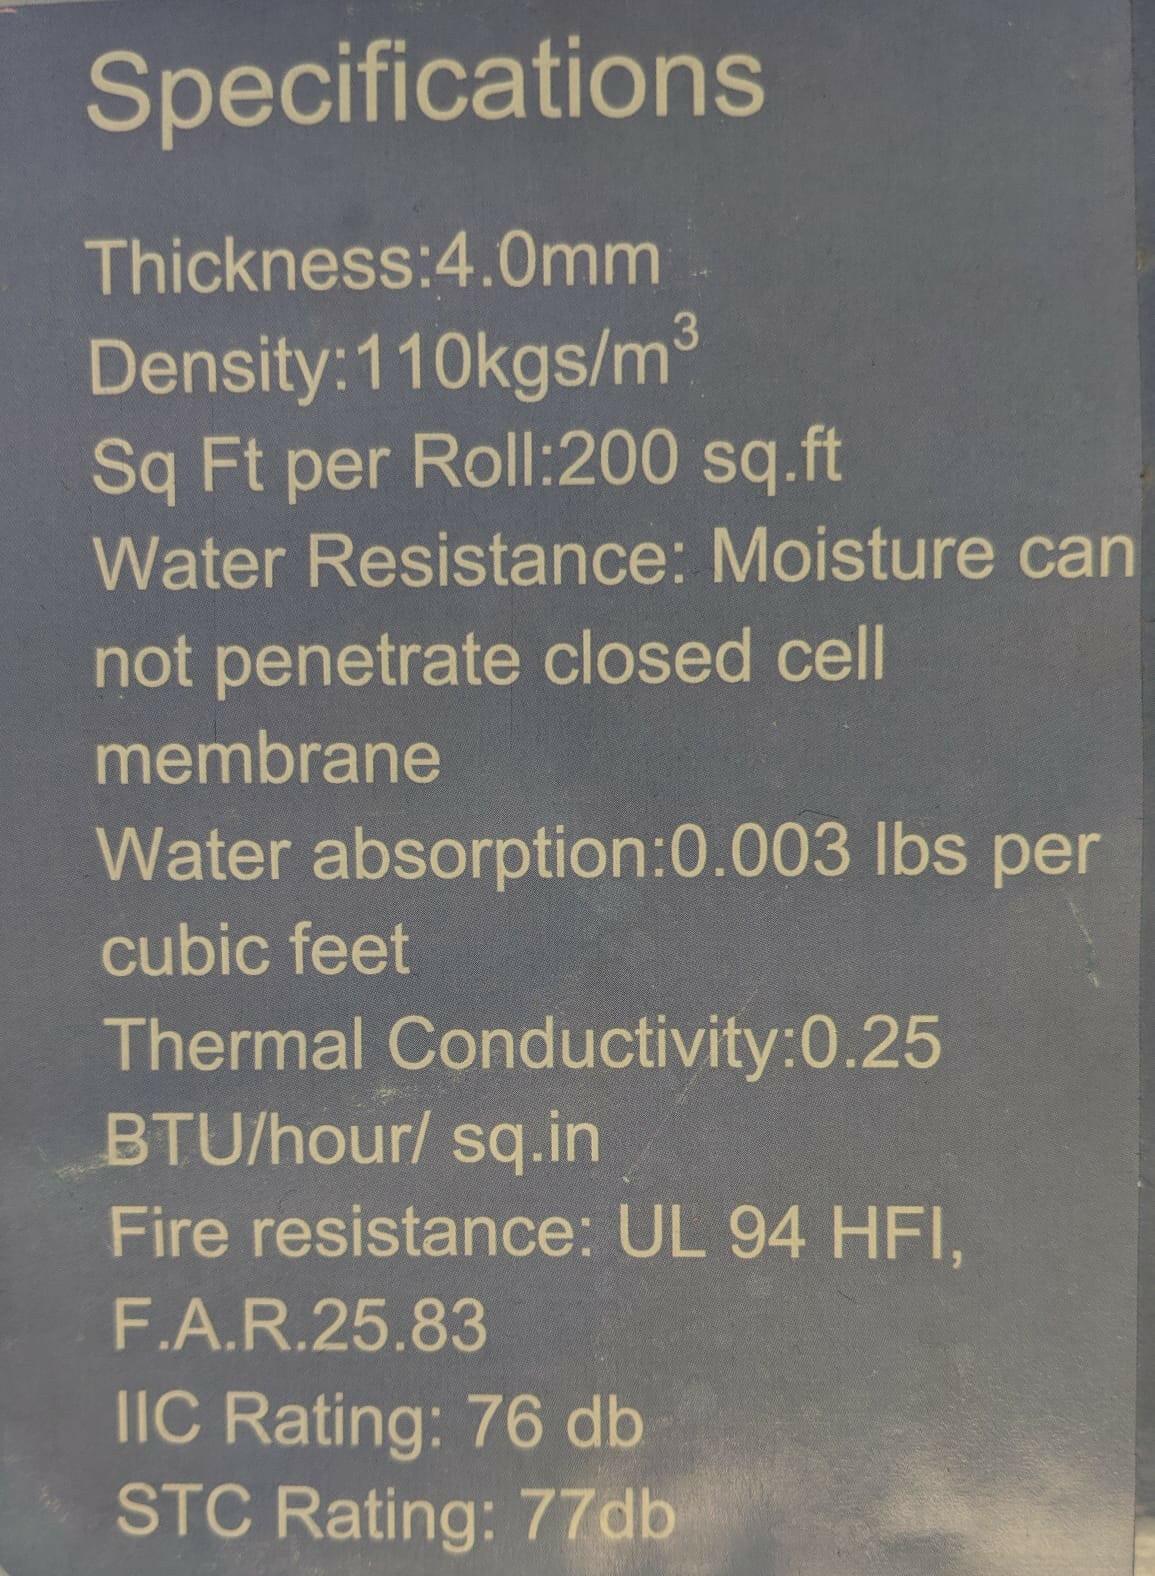 Specifications
Thickness:4.0mm
Density:110kgs/m³
Sq Ft per Roll:200 sq.ft
Water Resistance: Moisture can
not penetrate closed cell
membrane
Water absorption:0.003 lbs per
cubic feet
Thermal Conductivity:0.25
BTU/hour/ sq.in
Fire resistance: UL 94 HFI,
F.A.R.25.83
IIC Rating: 76 db
STC Rating: 77db